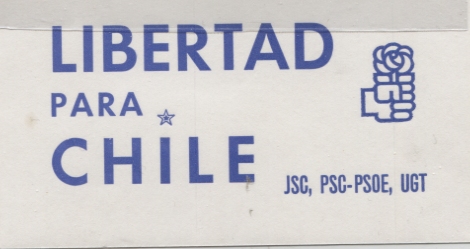 LIBERTAD
PARA
CHILE
JSC, PSC-PSOE, UGT